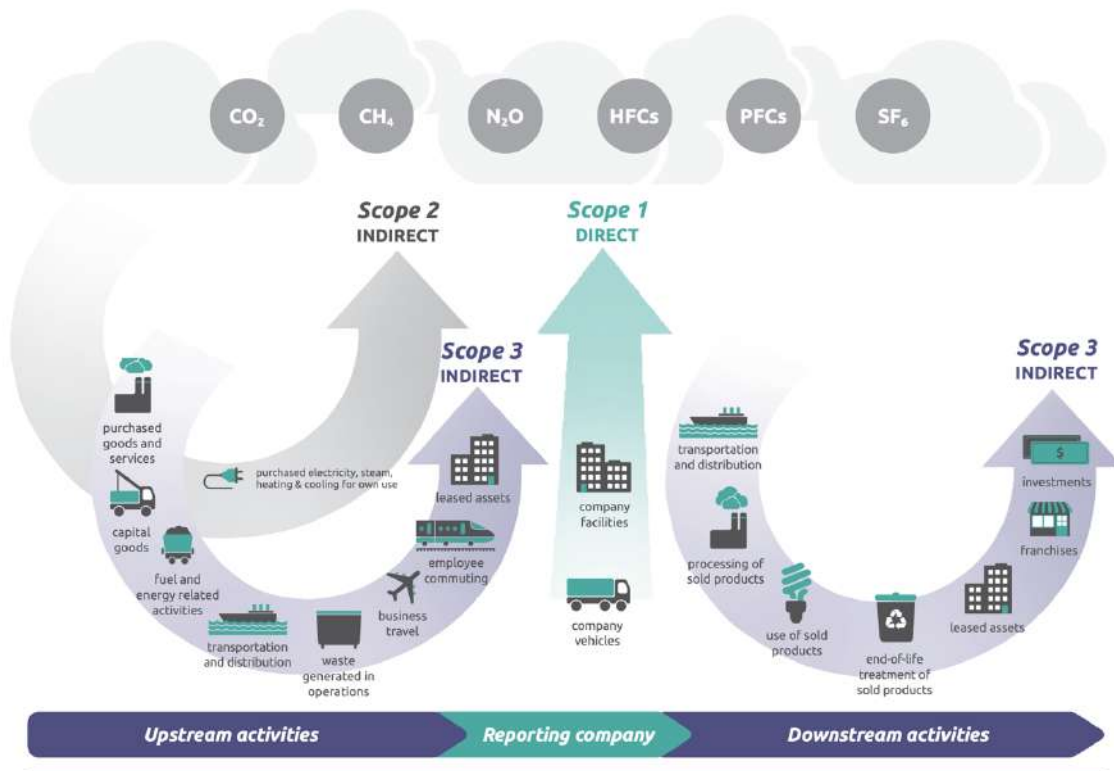 CO₂
CH₄
N₂O
HFCs
PFCs
SF₆
Scope 2
INDIRECT
Scope 1
DIRECT
Scope 3
INDIRECT
Scope 3
INDIRECT
purchased
goods and
services
capital
goods
fuel and
energy related
activities
transportation
and distribution
waste
generated in
operations
business
travel
employee
commuting
leased assets
purchased electricity, steam,
heating & cooling for own use
company
facilities
company
vehicles
transportation
and distribution
processing of
sold products
use of sold
products
end-of-life
treatment of
sold products
leased assets
franchises
$
investments
Upstream activities
Reporting company
Downstream activities